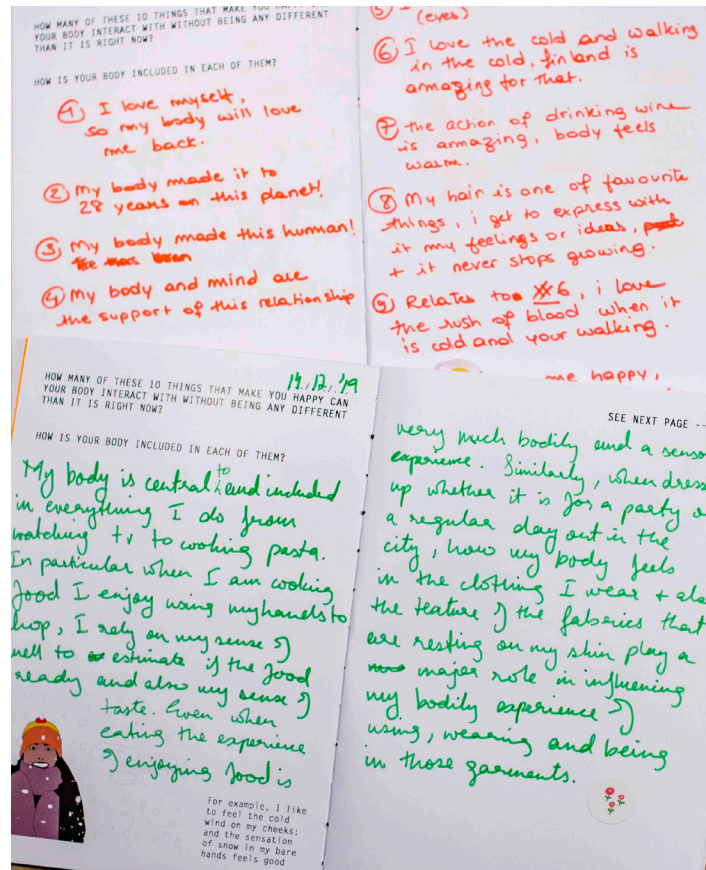 HOW MANY OF THESE 10 THINGS THAT MAKE YOU HAPPY CAN
YOUR BODY INTERACT WITH WITHOUT BEING ANY DIFFERENT
THAN IT IS RIGHT NOW?
HOW IS YOUR BODY INCLUDED IN EACH OF THEM?
1 I love myself,
so my body will love
me back.
2 My body made it to
28 years on this planet!
3 My body made this human!
4 My body and mind are
the support of this relationship
5
(eyes)
6 I love the cold and walking
in the cold, finland is
armazing for that.
7 the action of drinking wine
is armazing, body feels
warm.
8 My hair is one of favourite
things, i get to express with
it my feelings or ideas,
+ it never stops growing.
9 Relates to #6, i love
the rush of blood when it
is cold and your walking.
me happy,
14/12/'19
HOW MANY OF THESE 10 THINGS THAT MAKE YOU HAPPY CAN
YOUR BODY INTERACT WITH WITHOUT BEING ANY DIFFERENT
THAN IT IS RIGHT NOW?
HOW IS YOUR BODY INCLUDED IN EACH OF THEM?
My body is central to and included
in everything I do from
watching tv to cooking pasta.
In particular when I am cooking
food I enjoy using my hands to
hop, I rely on my sense of
mell to estimate if the food
ready and also my sense of
taste. Even when
eating the experience
of enjoying food is
For example, I like
to feel the cold
wind on my cheeks;
and the sensation
of snow in my bare
hands feels good
SEE NEXT PAGE --
very much bodily and a senso
experience. Similarly, when dress
up whether it is for a party o
a regular day out in the
city, how my body feels
in the clothing I wear + als
the texture of the fabrics that
are resting on my skin play a
major role in influening
my bodily experience of
using, wearing and being
in those garments.